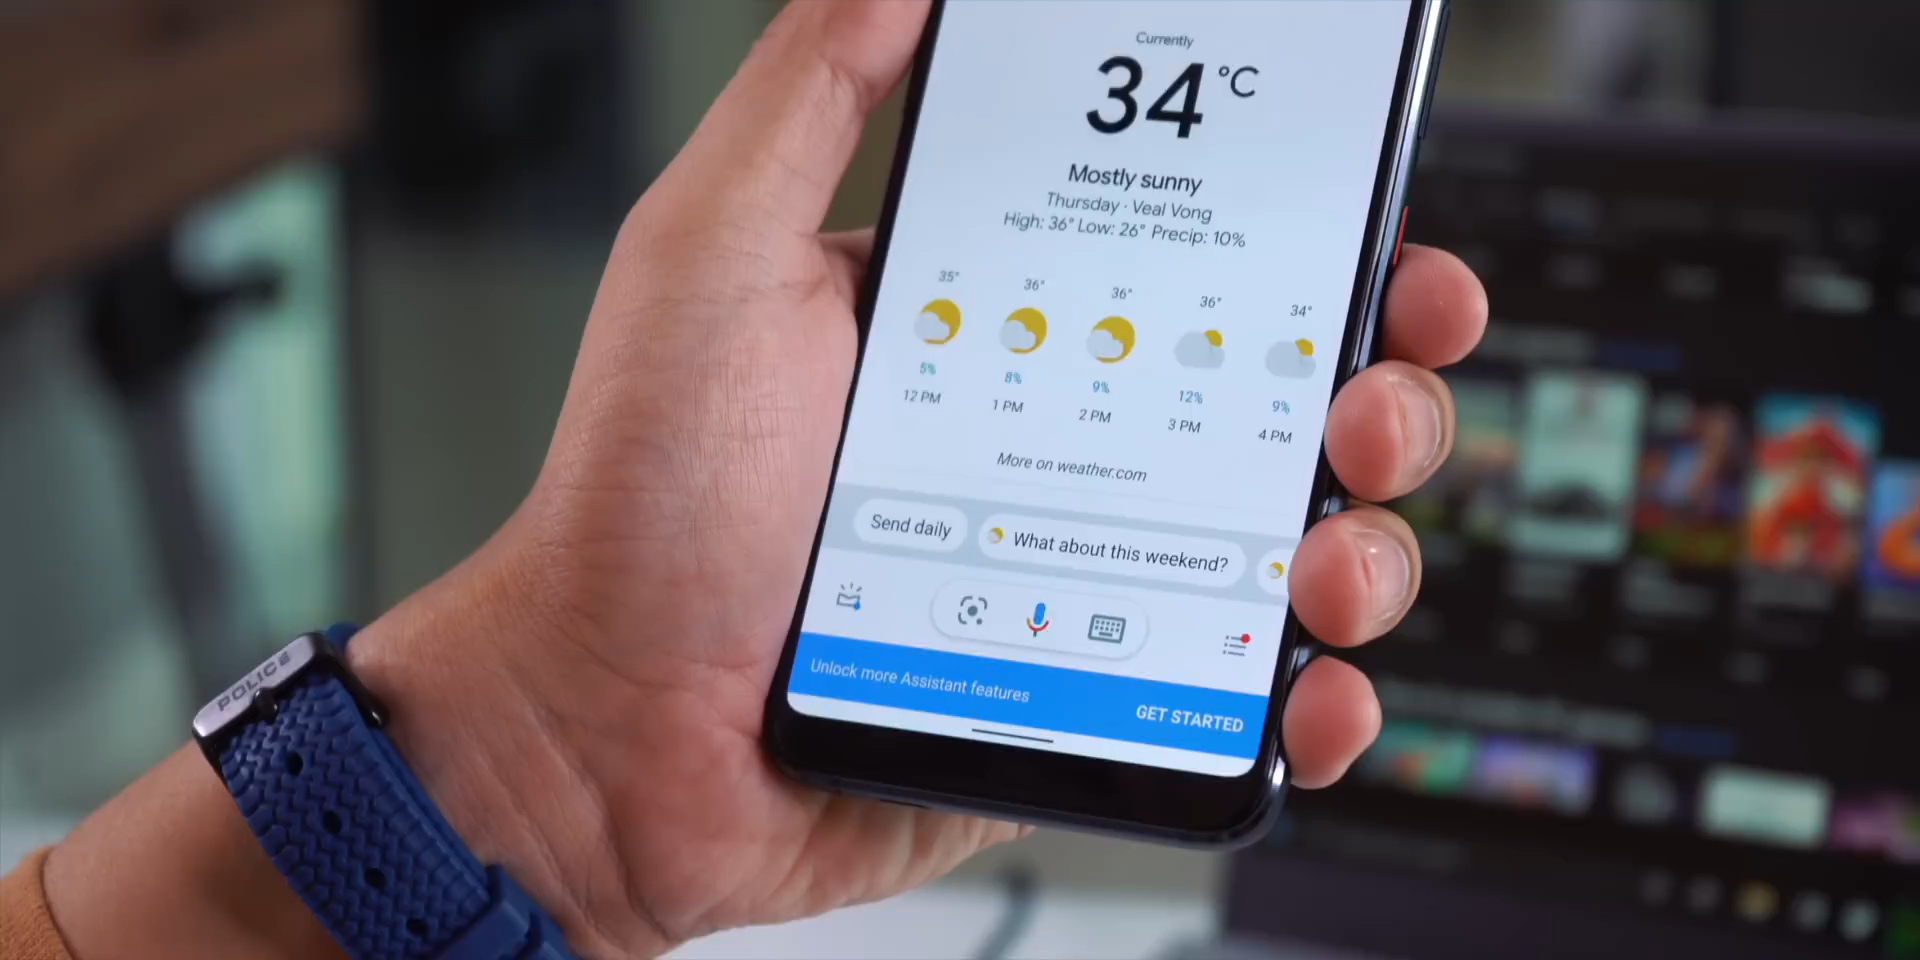 Currently
34 °C
Mostly sunny
Thursday · Veal Vong
High: 36° Low: 26° Precip: 10%
35° 36° 36° 36° 34°
5% 8% 9% 12% 9%
12 PM 1 PM 2 PM 3 PM 4 PM
More on weather.com
Send daily
What about this weekend?
Unlock more Assistant features
GET STARTED
POLICE